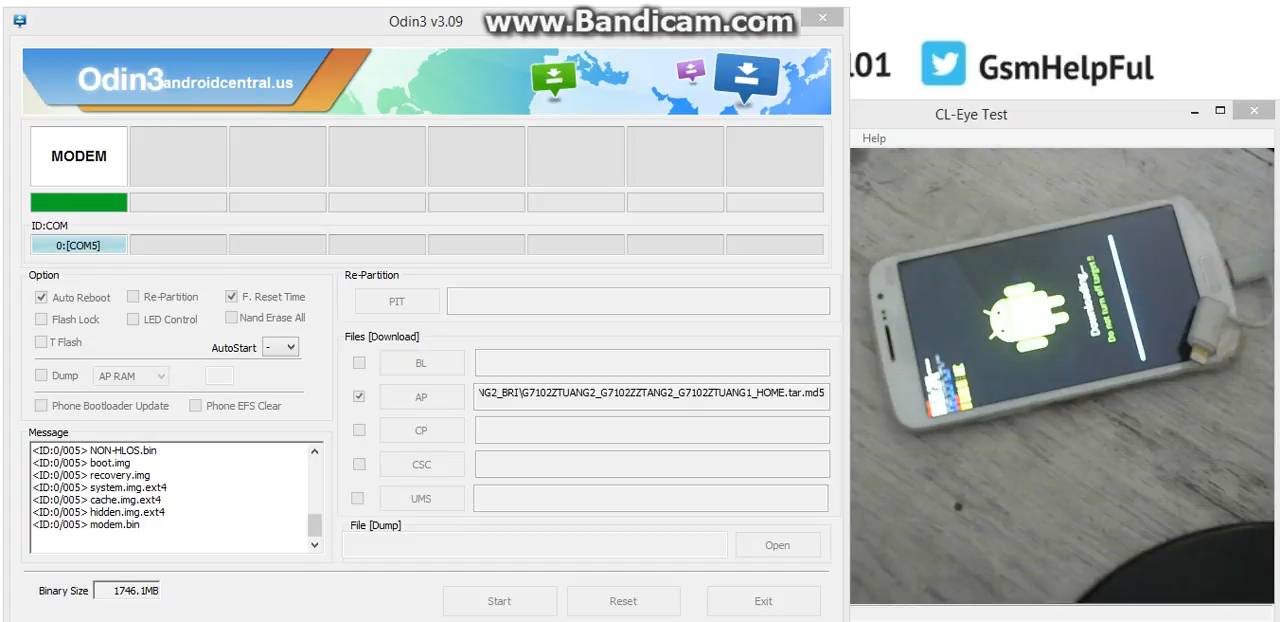 Odin3 v3.09
www.Bandicam.com
Odin3androidcentral.us
MODEM
ID:COM
0:[COM5]
Option
Auto Reboot
Re-Partition
F. Reset Time
Flash Lock
LED Control
Nand Erase All
T Flash
AutoStart
-
Dump
AP RAM
Phone Bootloader Update
Phone EFS Clear
Message
<ID:0/005> NON-HLOS.bin
<ID:0/005> boot.img
<ID:0/005> recovery.img
<ID:0/005> system.img.ext4
<ID:0/005> cache.img.ext4
<ID:0/005> hidden.img.ext4
<ID:0/005> modem.bin
Binary Size
1746.1MB
Re-Partition
PIT
Files [Download]
BL
AP
\G7102ZTUANG2_G7102ZZTANG2_G7102ZTUANG1_HOME.tar.md5
CP
CSC
UMS
File [Dump]
Open
Start
Reset
Exit
101
GsmHelpFul
CL-Eye Test
Help
Downloading...
Do not turn off target